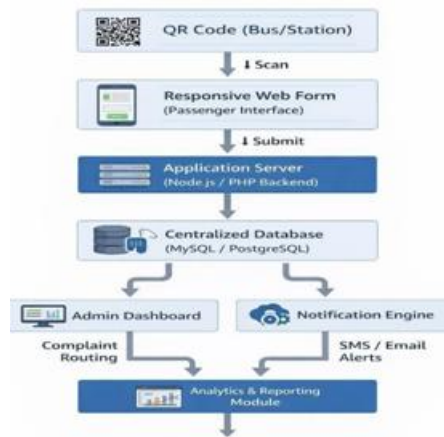 QR Code (Bus/Station)
↓ Scan
Responsive Web Form
(Passenger Interface)
↓ Submit
Application Server
(Node.js / PHP Backend)
Centralized Database
(MySQL / PostgreSQL)
Admin Dashboard
Notification Engine
Complaint
Routing
SMS / Email
Alerts
Analytics & Reporting
Module